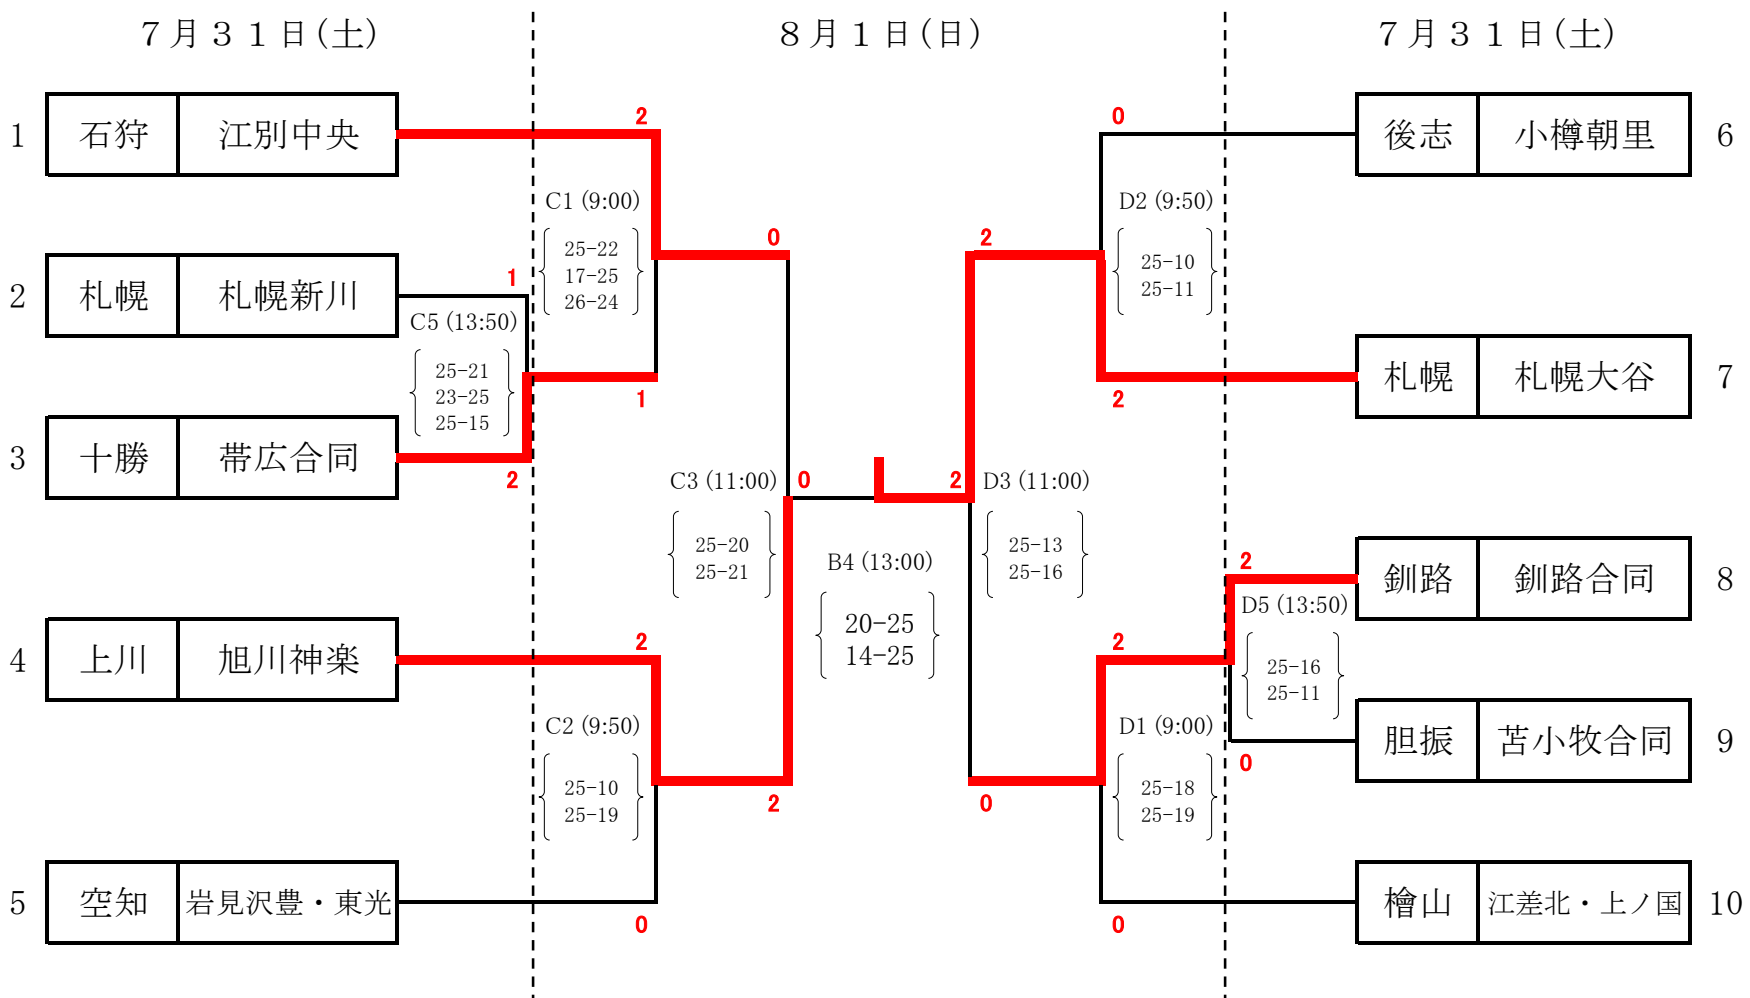 ７月３１日(土)
８月１日(日)
７月３１日(土)
1 石狩 江別中央
2
0
後志 小樽朝里 6
C1 (9:00)
25-22
17-25
26-24
D2 (9:50)
25-10
25-11
0
2
2 札幌 札幌新川
1
C5 (13:50)
25-21
23-25
25-15
1
2
札幌 札幌大谷 7
3 十勝 帯広合同
2
C3 (11:00)
25-20
25-21
0
2
D3 (11:00)
25-13
25-16
B4 (13:00)
20-25
14-25
2
釧路 釧路合同 8
D5 (13:50)
25-16
25-11
4 上川 旭川神楽
2
2
C2 (9:50)
25-10
25-19
D1 (9:00)
25-18
25-19
0
胆振 苫小牧合同 9
2
0
5 空知 岩見沢豊・東光
0
0
檜山 江差北・上ノ国 10